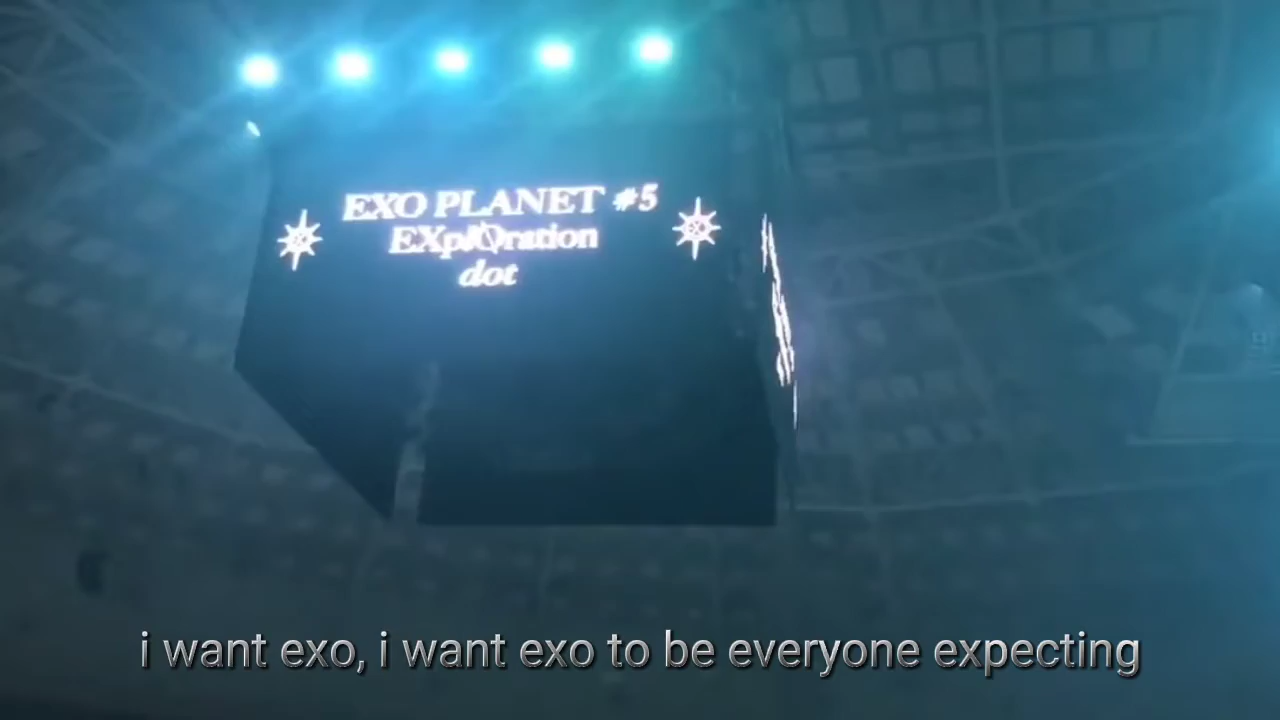 EXO PLANET #5
EXplOration
dot
i want exo, i want exo to be everyone expecting